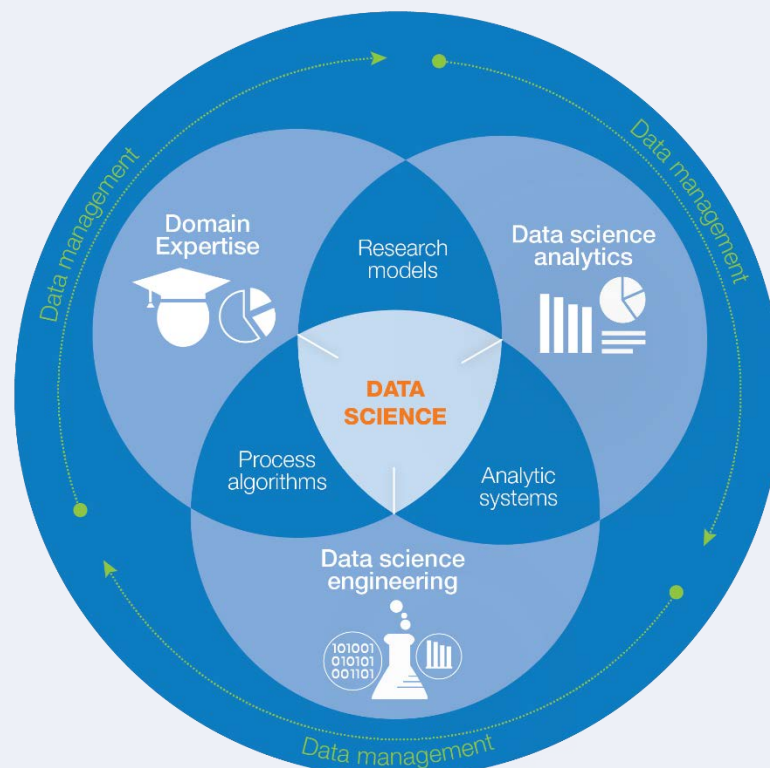 Data management
Data management
Domain
Expertise
Research
models
Data science
analytics
DATA
SCIENCE
Process
algorithms
Analytic
systems
Data science
engineering
101001
010101
001101
Data management